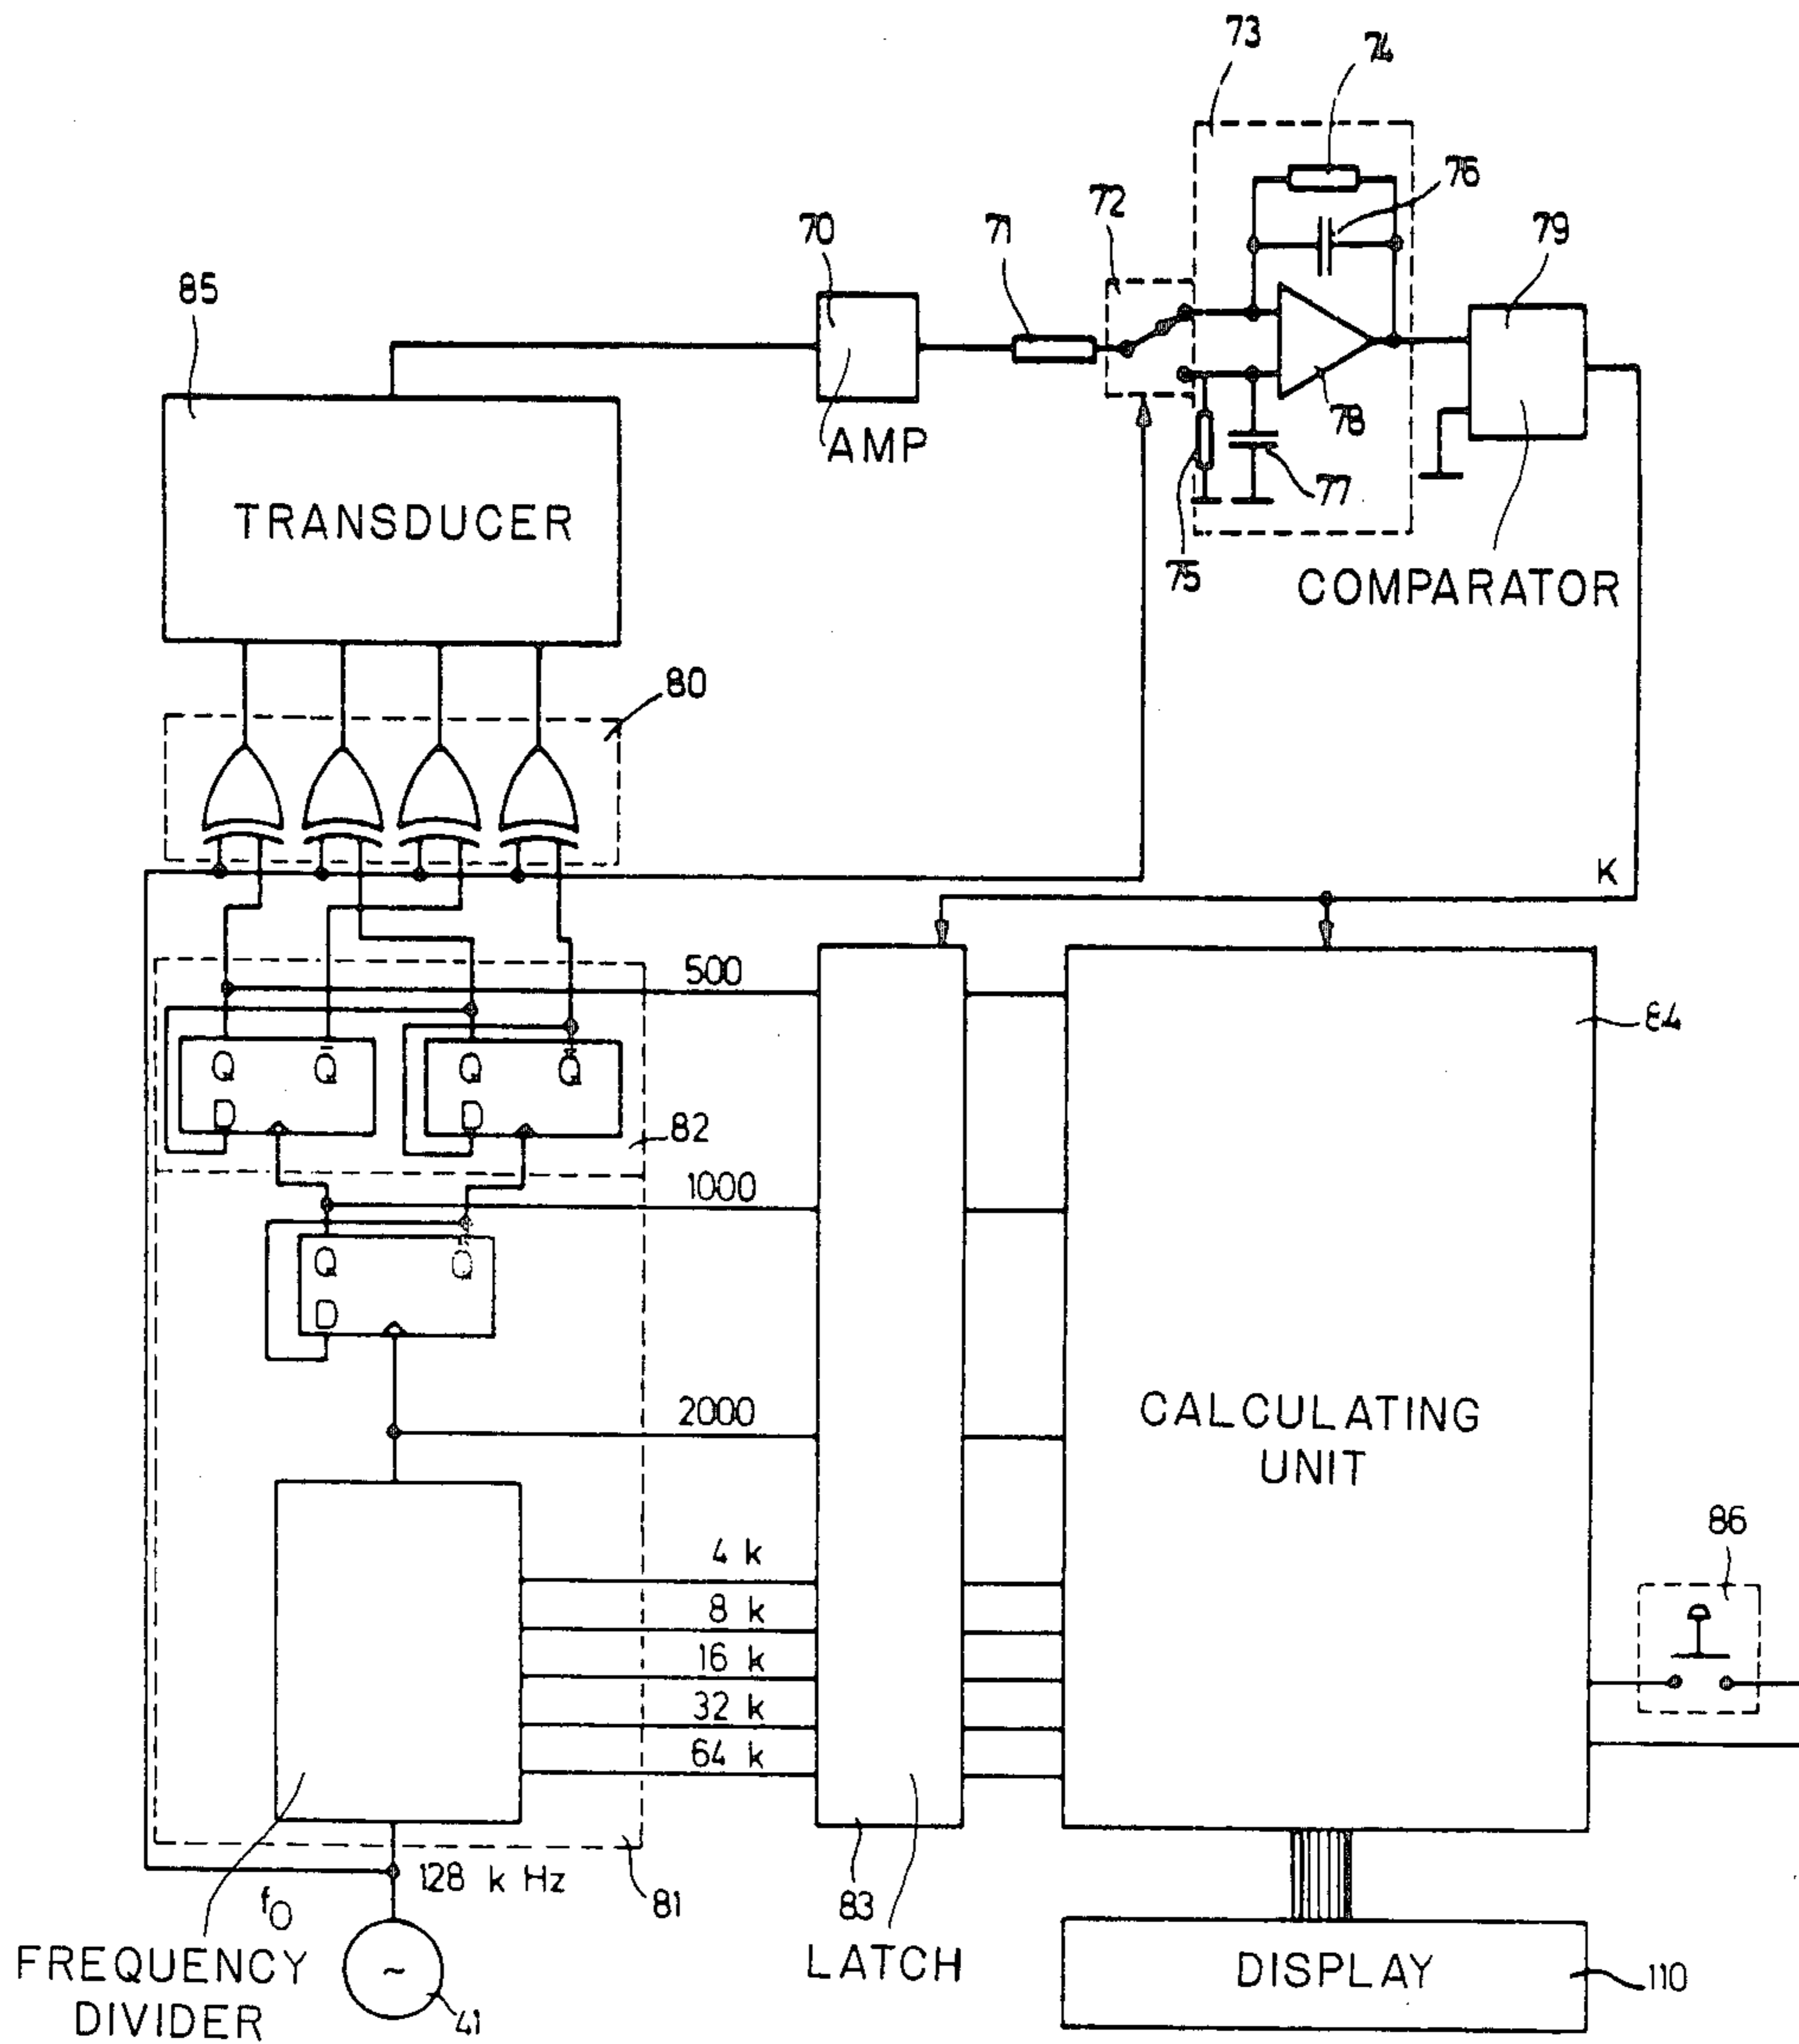 73
74
76
72
79
70
71
85
AMP
78
77
75
TRANSDUCER
COMPARATOR
80
K
500
84
Q Q̄ Q Q̄
D D
82
1000
Q Q̄
D
2000
CALCULATING
UNIT
4 k
86
8 k
16 k
32 k
64 k
128 k Hz
81
83
f0
FREQUENCY
DIVIDER
LATCH
~
41
DISPLAY
110